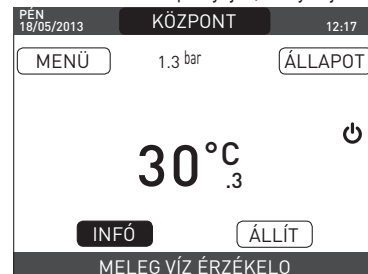 PÉN
18/05/2013 KÖZPONT 12:17
MENÜ 1.3 bar ÁLLAPOT
30°C
.3
INFÓ ÁLLÍT
MELEG VÍZ ÉRZÉKELO